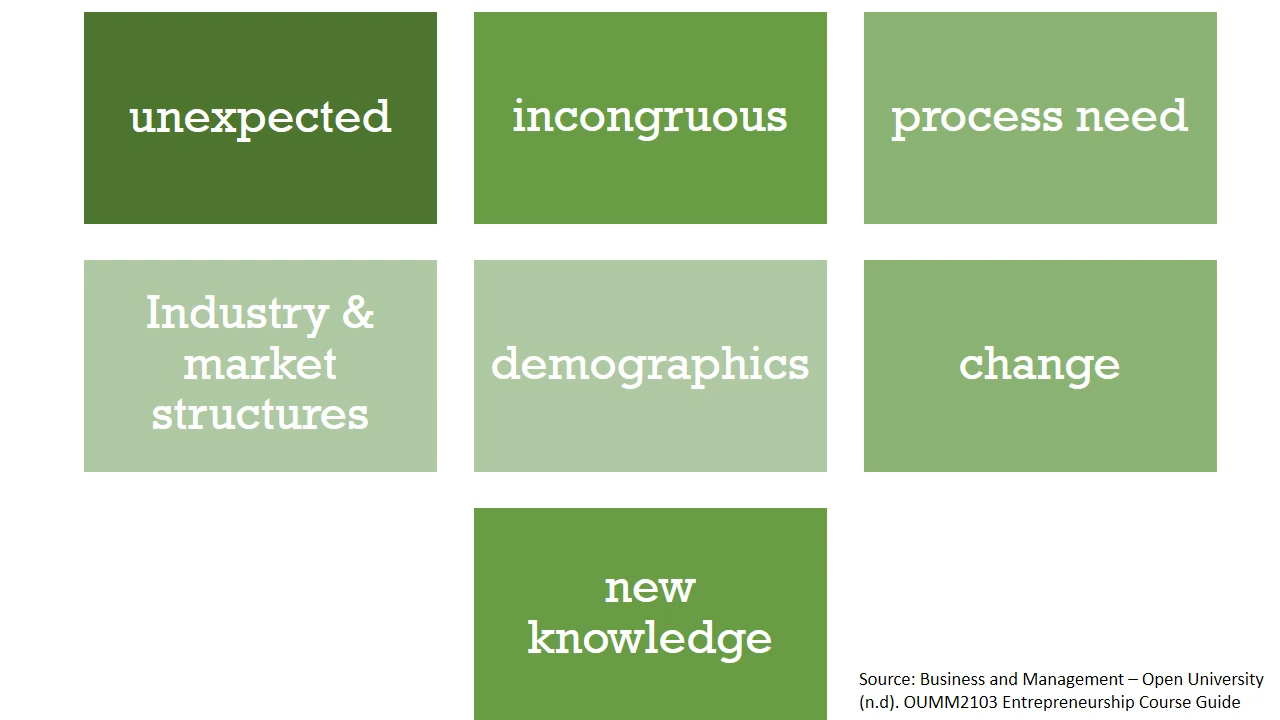 unexpected
incongruous
process need
Industry &
market
structures
demographics
change
new
knowledge
Source: Business and Management – Open University
(n.d). OUMM2103 Entrepreneurship Course Guide